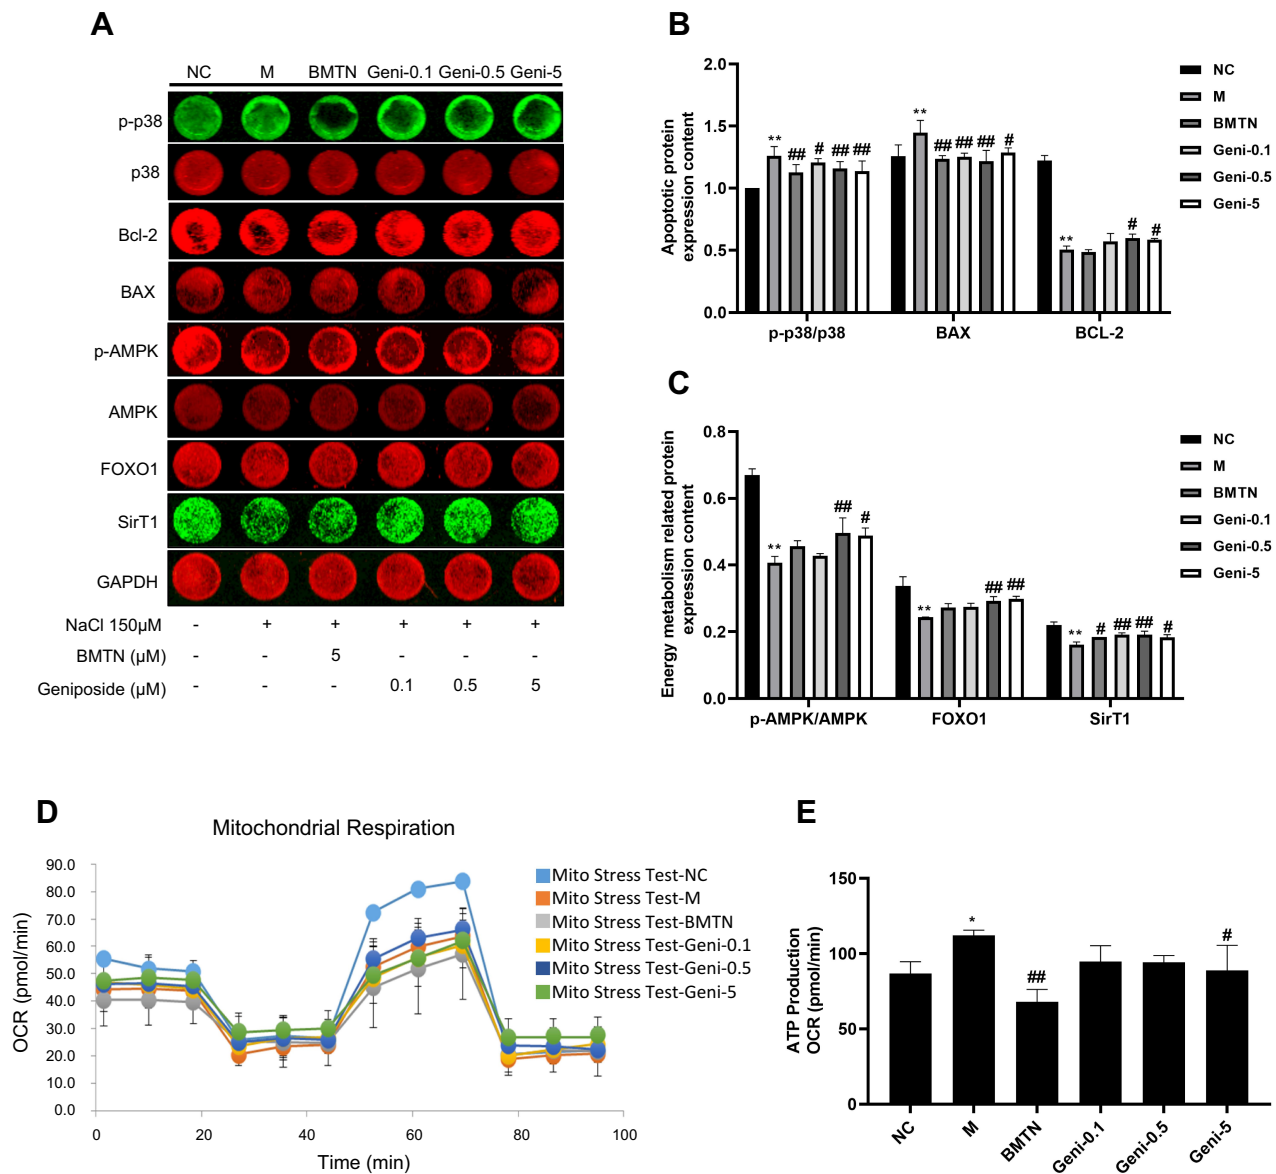 A
NC M BMTN Geni-0.1 Geni-0.5 Geni-5
p-p38
p38
Bcl-2
BAX
p-AMPK
AMPK
FOXO1
SirT1
GAPDH
NaCl 150μM - + + + + +
BMTN (μM) - - 5 - - -
Geniposide (μM) - - - 0.1 0.5 5
B
Apoptotic protein
expression content
2.0
1.5
1.0
0.5
0.0
** ## # ## ##
** ## ## ## #
** # #
p-p38/p38 BAX BCL-2
NC
M
BMTN
Geni-0.1
Geni-0.5
Geni-5
C
Energy metabolism related protein
expression content
0.8
0.6
0.4
0.2
0.0
** ## #
** ## ##
** # ## ## #
p-AMPK/AMPK FOXO1 SirT1
NC
M
BMTN
Geni-0.1
Geni-0.5
Geni-5
D
Mitochondrial Respiration
OCR (pmol/min)
90.0
80.0
70.0
60.0
50.0
40.0
30.0
20.0
10.0
0.0
0 20 40 60 80 100
Time (min)
Mito Stress Test-NC
Mito Stress Test-M
Mito Stress Test-BMTN
Mito Stress Test-Geni-0.1
Mito Stress Test-Geni-0.5
Mito Stress Test-Geni-5
E
ATP Production
OCR (pmol/min)
150
100
50
0
* ## #
NC M BMTN Geni-0.1 Geni-0.5 Geni-5